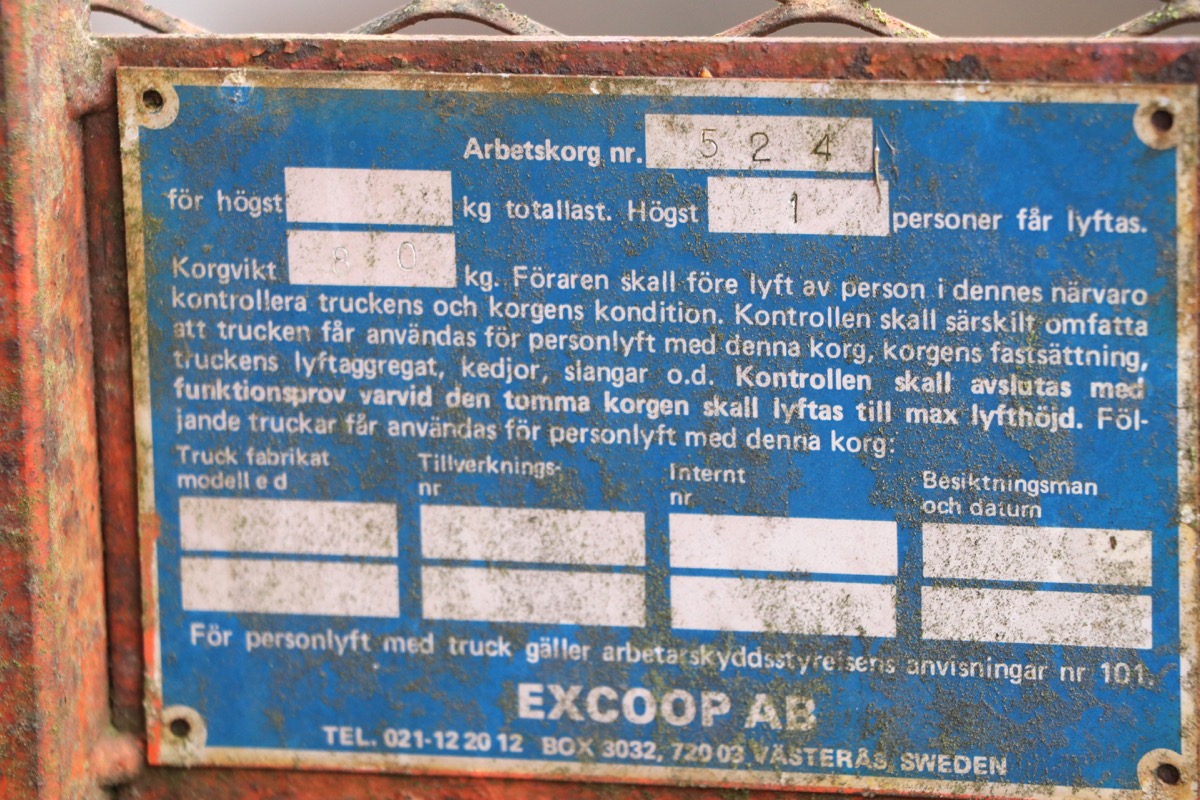 Arbetskorg nr. 524
för högst kg totallast. Högst 1 personer får lyftas.
Korgvikt 80 kg. Föraren skall före lyft av person i dennes närvaro
kontrollera truckens och korgens kondition. Kontrollen skall särskilt omfatta
att trucken får användas för personlyft med denna korg, korgens fastsättning,
truckens lyftaggregat, kedjor, slangar o.d. Kontrollen skall avslutas med
funktionsprov varvid den tomma korgen skall lyftas till max lyfthöjd. Föl-
jande truckar får användas för personlyft med denna korg:
Truck fabrikat Tillverknings- Internt Besiktningsman
modell e d nr nr och datum
För personlyft med truck gäller arbetarskyddsstyrelsens anvisningar nr 101.
EXCOOP AB
TEL. 021-12 20 12 BOX 3032, 720 03 VÄSTERÅS, SWEDEN